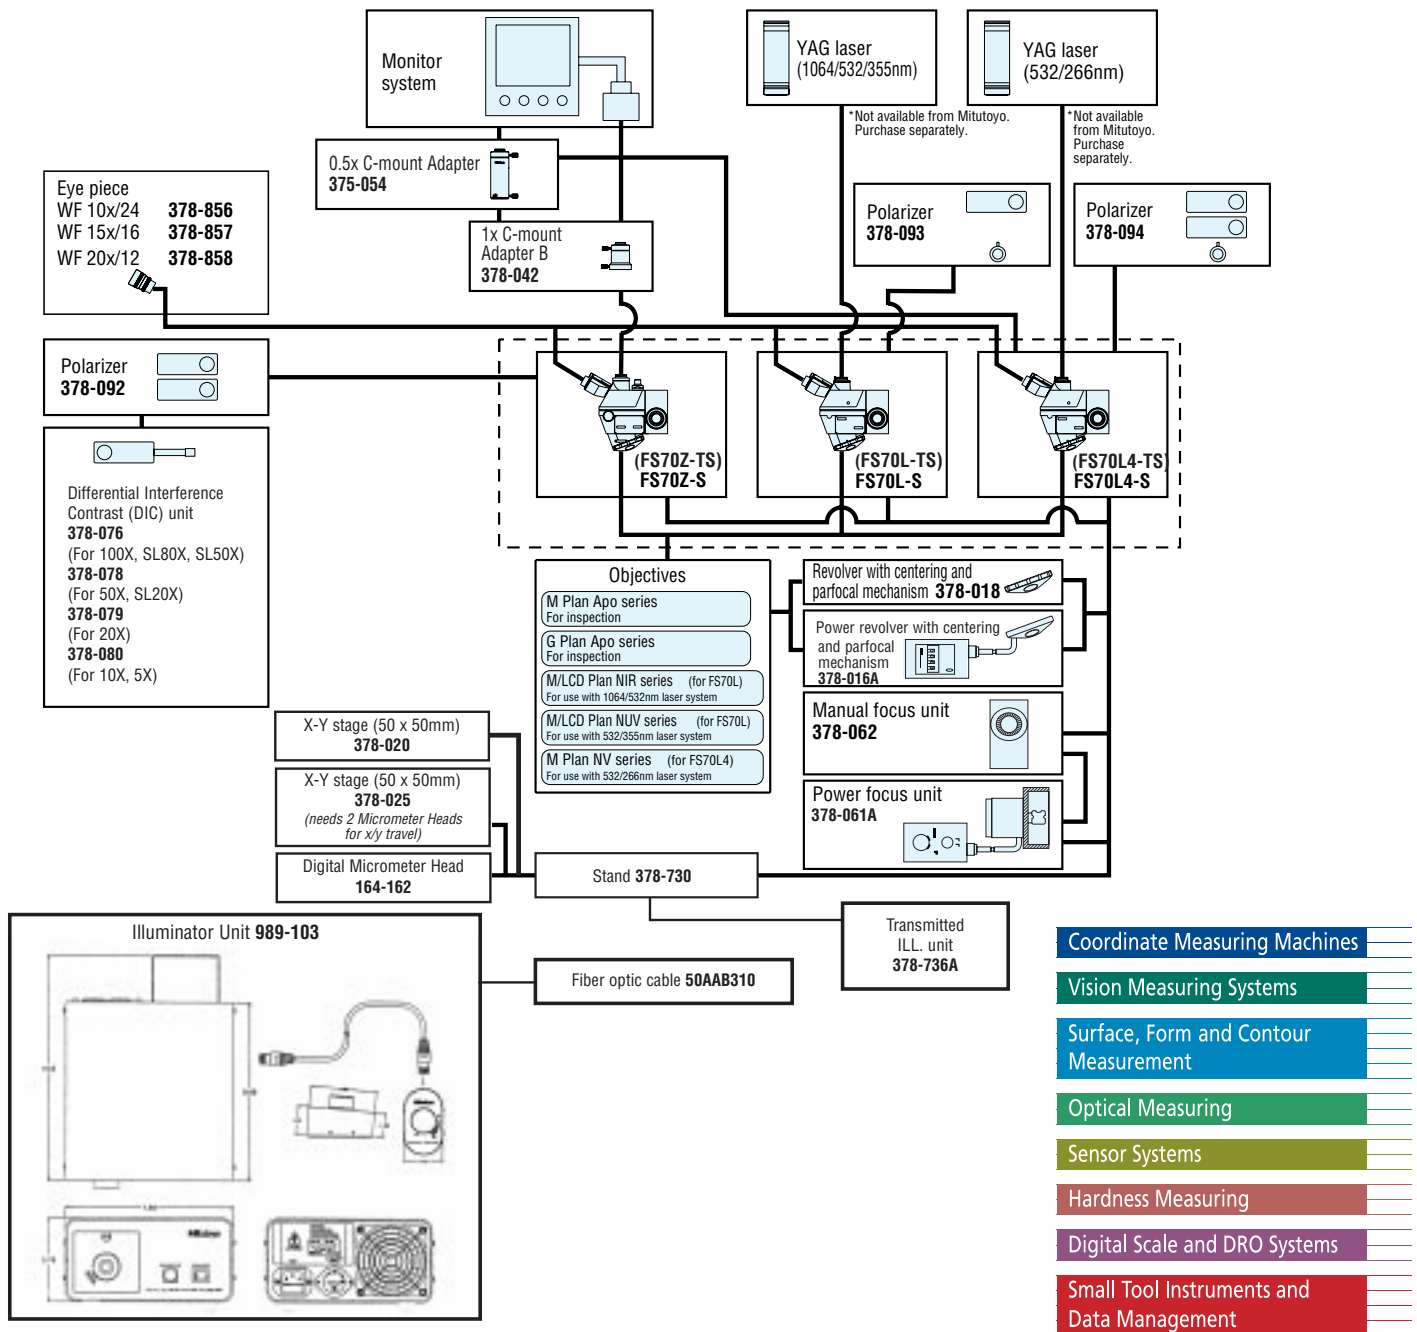 Monitor
system
YAG laser
(1064/532/355nm)
YAG laser
(532/266nm)
*Not available from Mitutoyo.
Purchase separately.
*Not available
from Mitutoyo.
Purchase
separately.
0.5x C-mount Adapter
375-054
Eye piece
WF 10x/24 378-856
WF 15x/16 378-857
WF 20x/12 378-858
1x C-mount
Adapter B
378-042
Polarizer
378-093
Polarizer
378-094
Polarizer
378-092
(FS70Z-TS)
FS70Z-S
(FS70L-TS)
FS70L-S
(FS70L4-TS)
FS70L4-S
Differential Interference
Contrast (DIC) unit
378-076
(For 100X, SL80X, SL50X)
378-078
(For 50X, SL20X)
378-079
(For 20X)
378-080
(For 10X, 5X)
Objectives
M Plan Apo series
For inspection
G Plan Apo series
For inspection
M/LCD Plan NIR series (for FS70L)
For use with 1064/532nm laser system
M/LCD Plan NUV series (for FS70L)
For use with 532/355nm laser system
M Plan NV series (for FS70L4)
For use with 532/266nm laser system
Revolver with centering and
parfocal mechanism 378-018
Power revolver with centering
and parfocal
mechanism
378-016A
Manual focus unit
378-062
Power focus unit
378-061A
X-Y stage (50 x 50mm)
378-020
X-Y stage (50 x 50mm)
378-025
(needs 2 Micrometer Heads
for x/y travel)
Digital Micrometer Head
164-162
Stand 378-730
Transmitted
ILL. unit
378-736A
Illuminator Unit 989-103
Fiber optic cable 50AAB310
Coordinate Measuring Machines
Vision Measuring Systems
Surface, Form and Contour
Measurement
Optical Measuring
Sensor Systems
Hardness Measuring
Digital Scale and DRO Systems
Small Tool Instruments and
Data Management